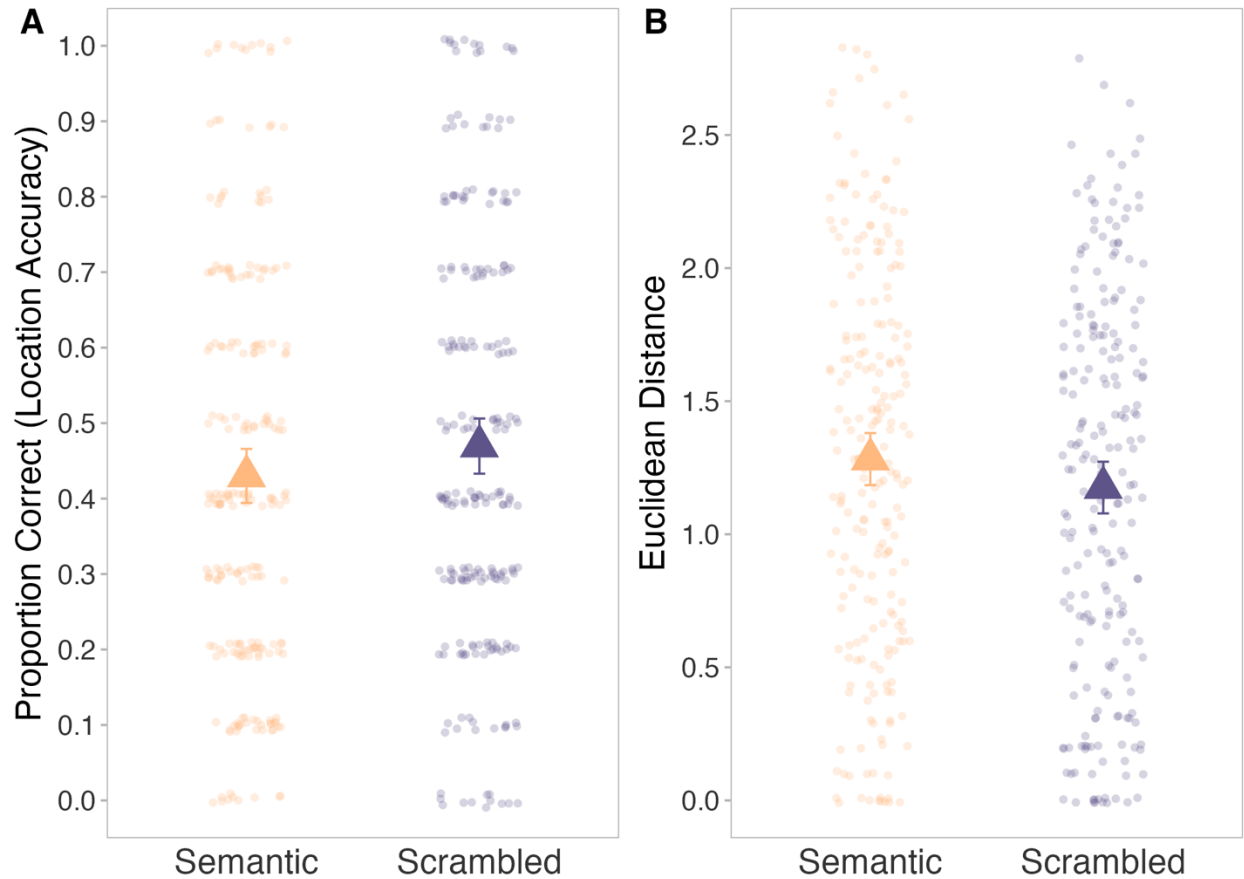 A
Proportion Correct (Location Accuracy)
1.0
0.9
0.8
0.7
0.6
0.5
0.4
0.3
0.2
0.1
0.0
Semantic
Scrambled
B
Euclidean Distance
2.5
2.0
1.5
1.0
0.5
0.0
Semantic
Scrambled